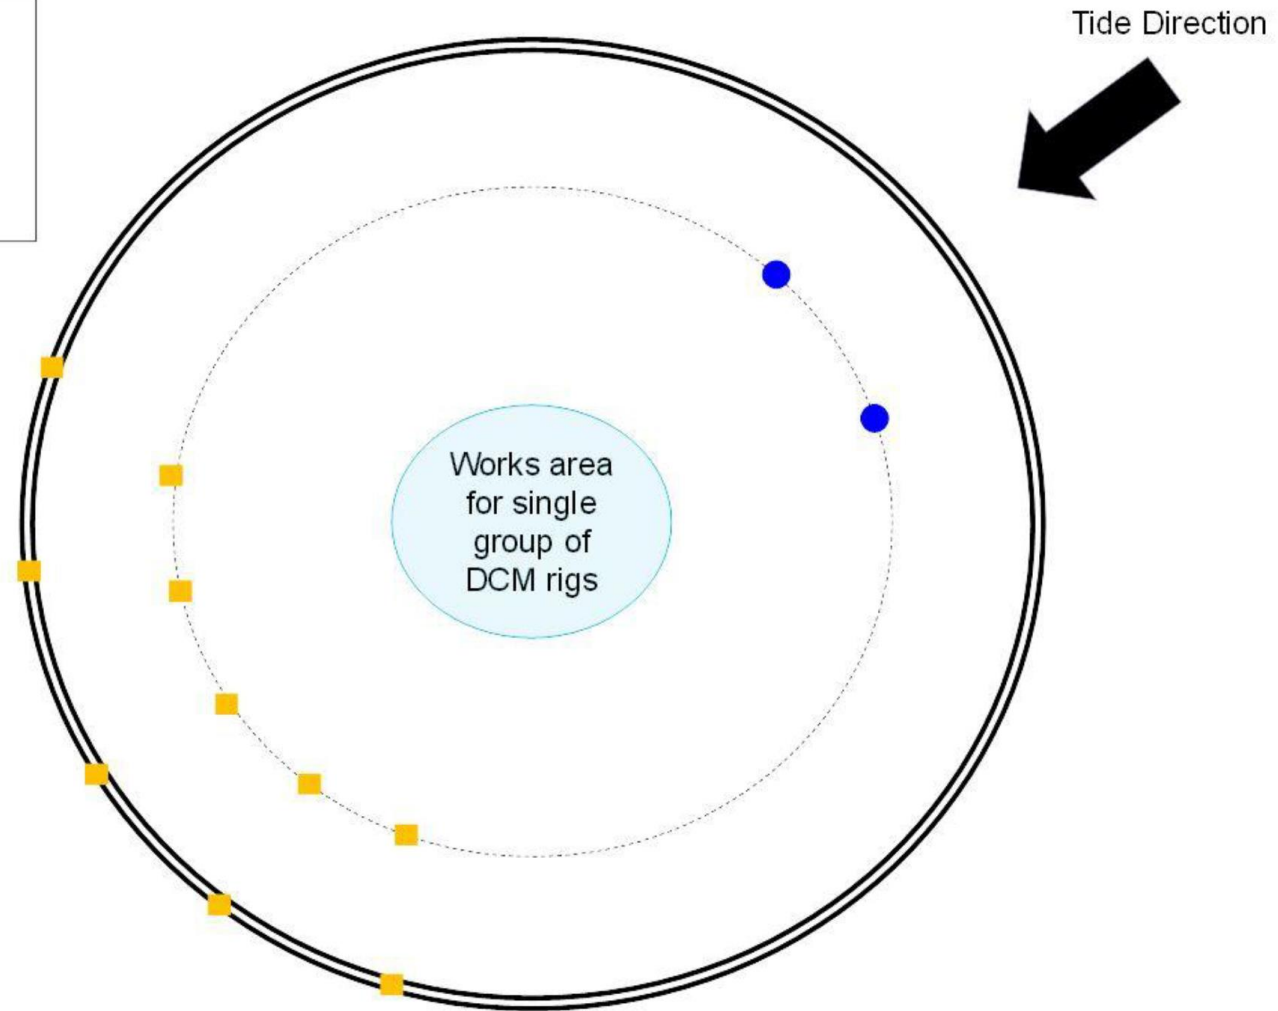 Tide Direction
Works area
for single
group of
DCM rigs